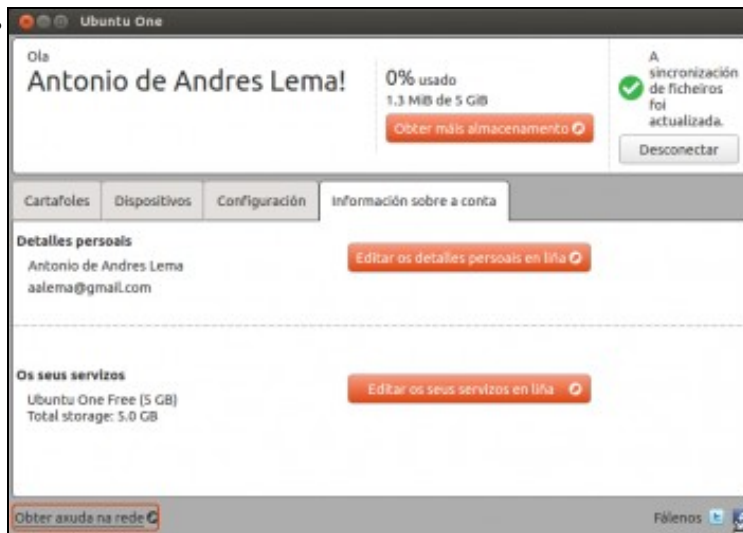 Ubuntu One
Ola
Antonio de Andres Lema!
0% usado
1.3 MiB de 5 GiB
Obter máis almacenamento
A
sincronización
de ficheiros
foi
actualizada.
Desconectar
Cartafoles
Dispositivos
Configuración
Información sobre a conta
Detalles persoais
Antonio de Andres Lema
aalema@gmail.com
Editar os detalles persoais en liña
Os seus servizos
Ubuntu One Free (5 GB)
Total storage: 5.0 GB
Editar os seus servizos en liña
Obter axuda na rede
Fálenos